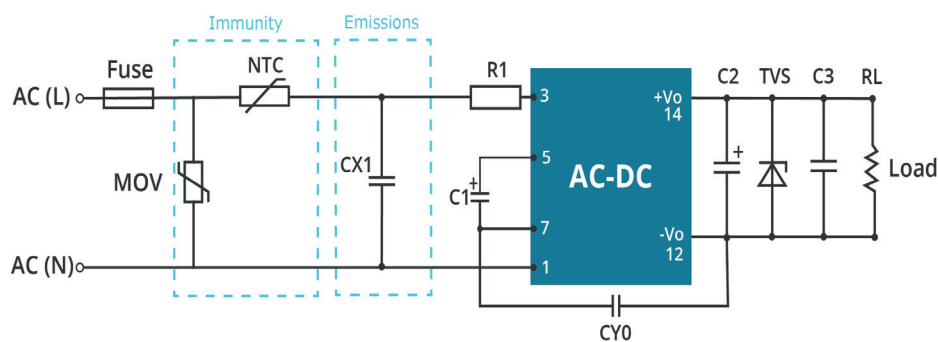 Immunity
Emissions
Fuse
NTC
R1
C2
TVS
C3
RL
AC (L)
3
+Vo
14
MOV
CX1
5
+
C1
AC-DC
+
Load
7
-Vo
12
AC (N)
1
CY0